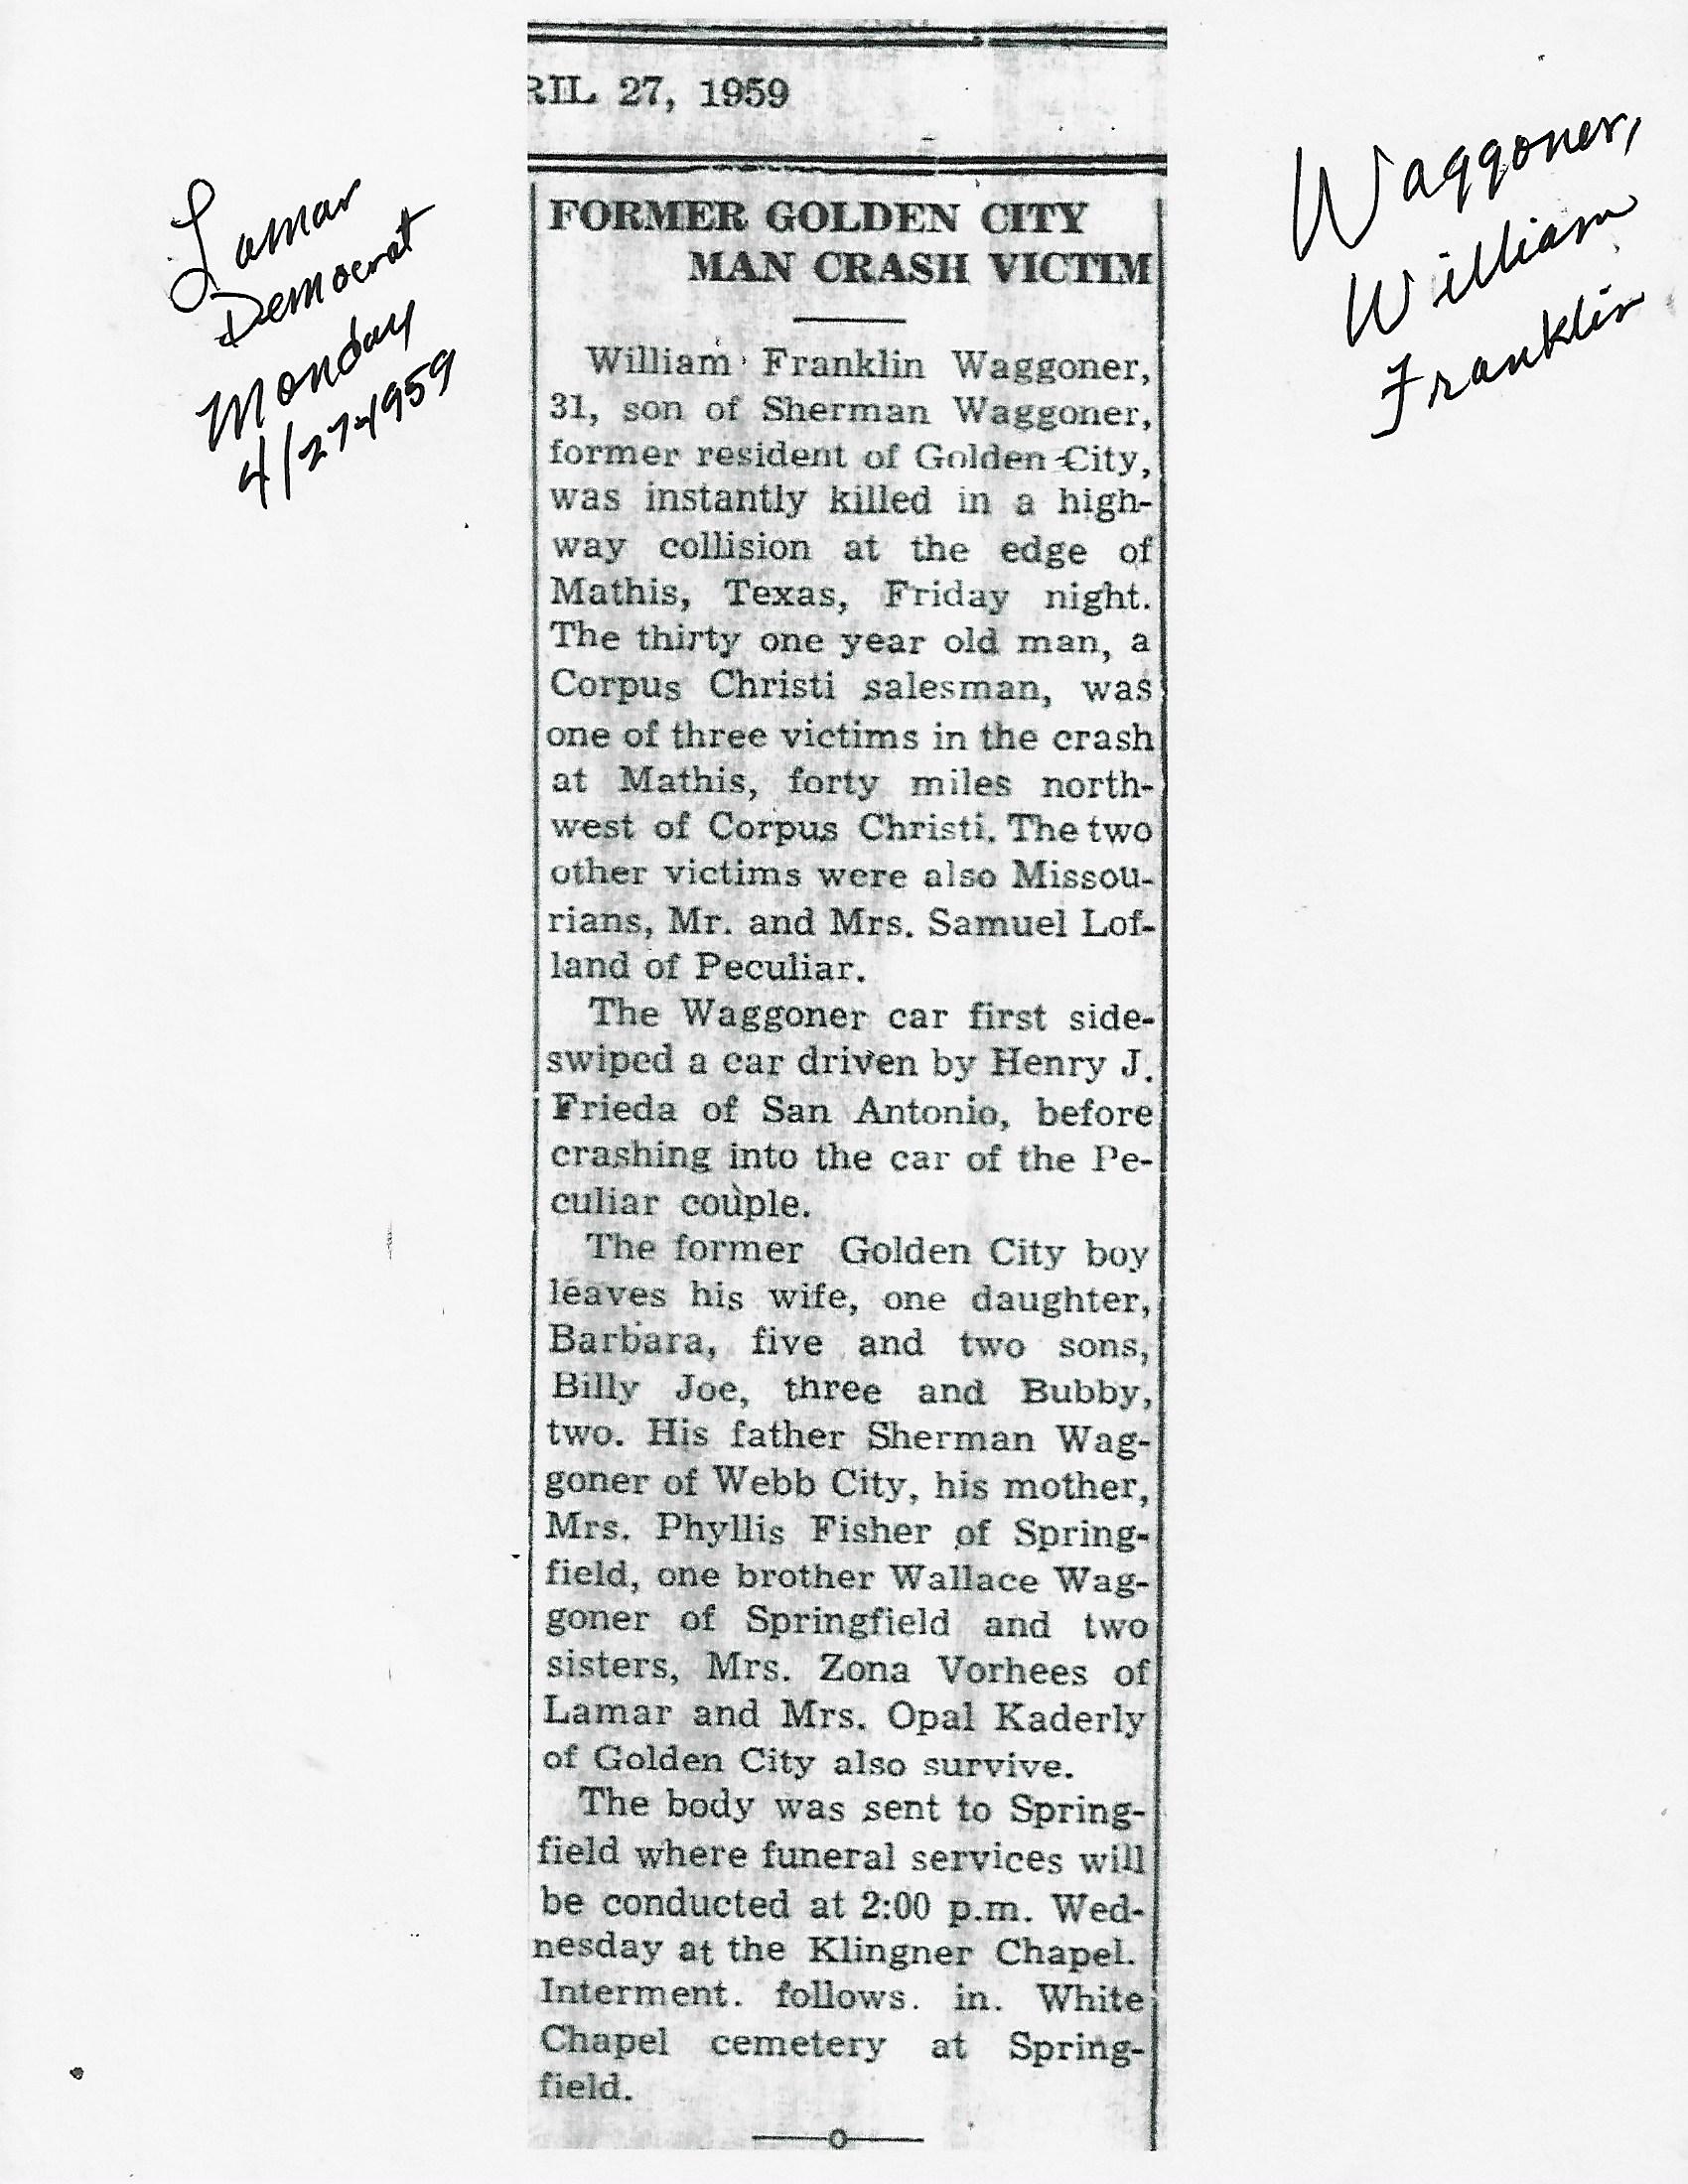 RIL 27, 1959
Lamar
Democrat
Monday
4/27-1959
Waggoner,
William
Franklin
FORMER GOLDEN CITY
MAN CRASH VICTIM
William Franklin Waggoner,
31, son of Sherman Waggoner,
former resident of Golden City,
was instantly killed in a high-
way collision at the edge of
Mathis, Texas, Friday night.
The thirty one year old man, a
Corpus Christi salesman, was
one of three victims in the crash
at Mathis, forty miles north-
west of Corpus Christi. The two
other victims were also Missou-
rians, Mr. and Mrs. Samuel Lof-
land of Peculiar.
The Waggoner car first side-
swiped a car driven by Henry J.
Frieda of San Antonio, before
crashing into the car of the Pe-
culiar couple.
The former Golden City boy
leaves his wife, one daughter,
Barbara, five and two sons,
Billy Joe, three and Bubby,
two. His father Sherman Wag-
goner of Webb City, his mother,
Mrs. Phyllis Fisher of Spring-
field, one brother Wallace Wag-
goner of Springfield and two
sisters, Mrs. Zona Vorhees of
Lamar and Mrs. Opal Kaderly
of Golden City also survive.
The body was sent to Spring-
field where funeral services will
be conducted at 2:00 p.m. Wed-
nesday at the Klingner Chapel.
Interment. follows. in. White
Chapel cemetery at Spring-
field.